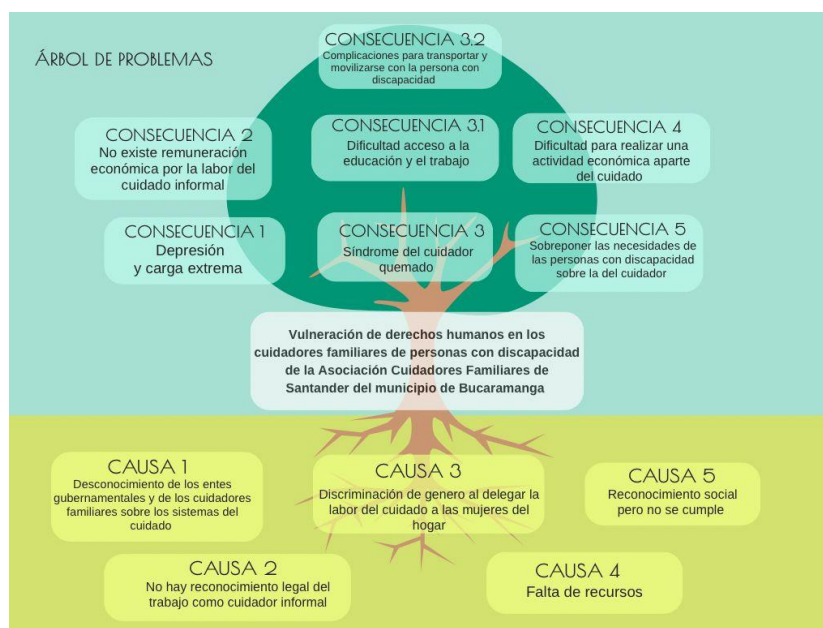 ÁRBOL DE PROBLEMAS
CONSECUENCIA 3.2
Complicaciones para transportar y
movilizarse con la persona con
discapacidad
CONSECUENCIA 2
No existe remuneración
económica por la labor del
cuidado informal
CONSECUENCIA 3.1
Dificultad acceso a la
educación y el trabajo
CONSECUENCIA 4
Dificultad para realizar una
actividad económica aparte
del cuidado
CONSECUENCIA 1
Depresión
y carga extrema
CONSECUENCIA 3
Síndrome del cuidador
quemado
CONSECUENCIA 5
Sobreponer las necesidades de
las personas con discapacidad
sobre la del cuidador
Vulneración de derechos humanos en los
cuidadores familiares de personas con discapacidad
de la Asociación Cuidadores Familiares de
Santander del municipio de Bucaramanga
CAUSA 1
Desconocimiento de los entes
gubernamentales y de los cuidadores
familiares sobre los sistemas del
cuidado
CAUSA 3
Discriminación de genero al delegar la
labor del cuidado a las mujeres del
hogar
CAUSA 5
Reconocimiento social
pero no se cumple
CAUSA 2
No hay reconocimiento legal del
trabajo como cuidador informal
CAUSA 4
Falta de recursos